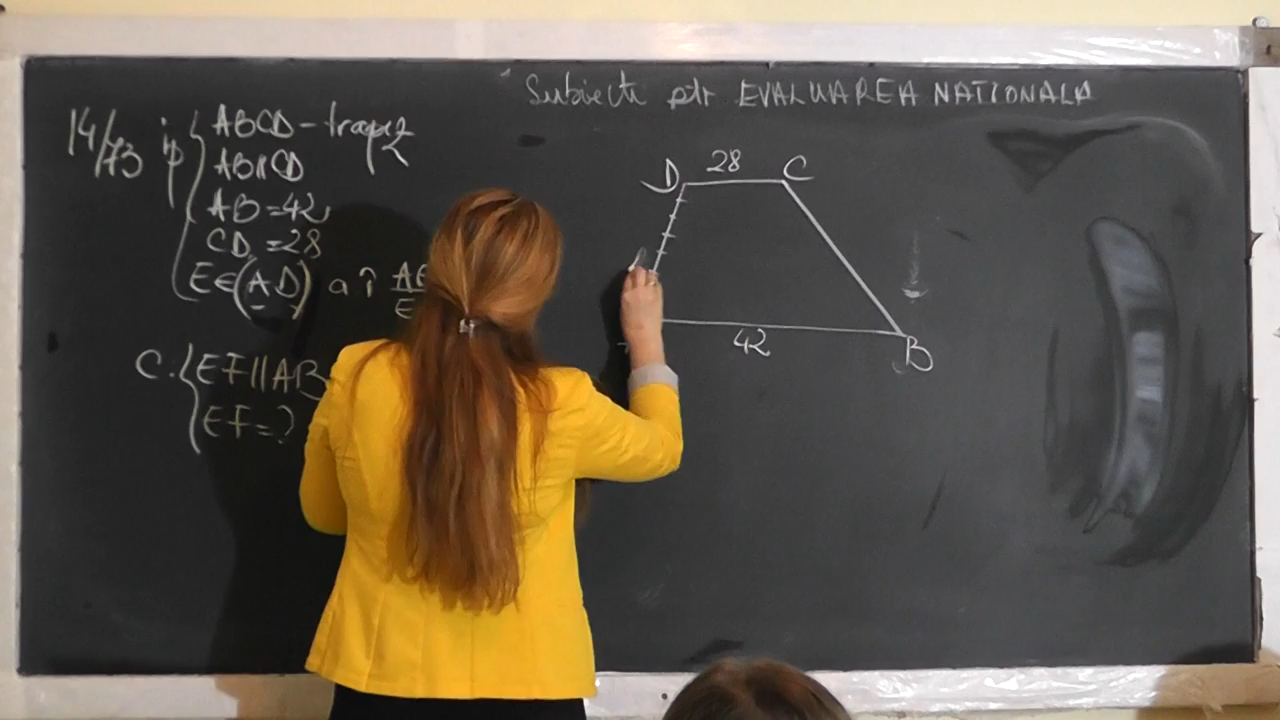 Subiecte ptr EVALUAREA NATIONALA
14/73 ip { ABCD - trapez
AB ∥ CD
AB = 42
CD = 28
E ∈ (AD) a î AE
E
C. { EF ∥ AB
EF = ?
D 28 C
42 B